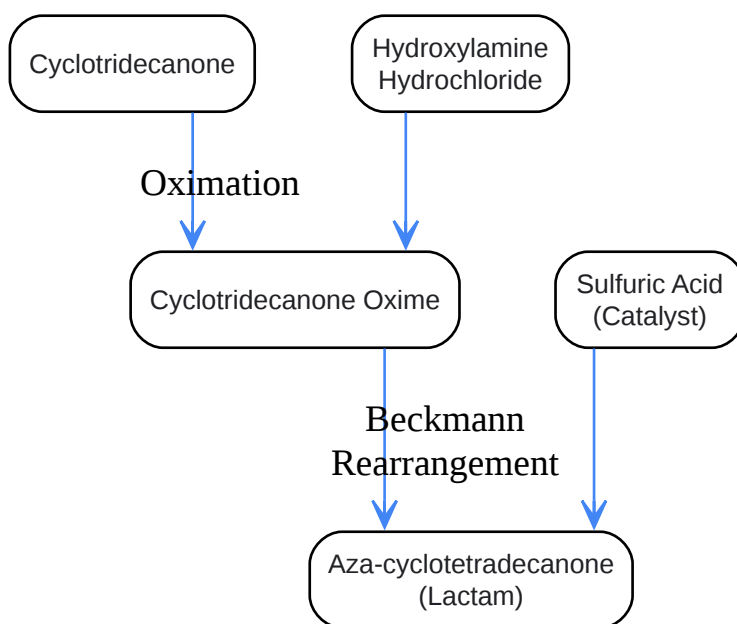 Cyclotridecanone
Hydroxylamine
Hydrochloride
Oximation
Cyclotridecanone Oxime
Sulfuric Acid
(Catalyst)
Beckmann
Rearrangement
Aza-cyclotetradecanone
(Lactam)